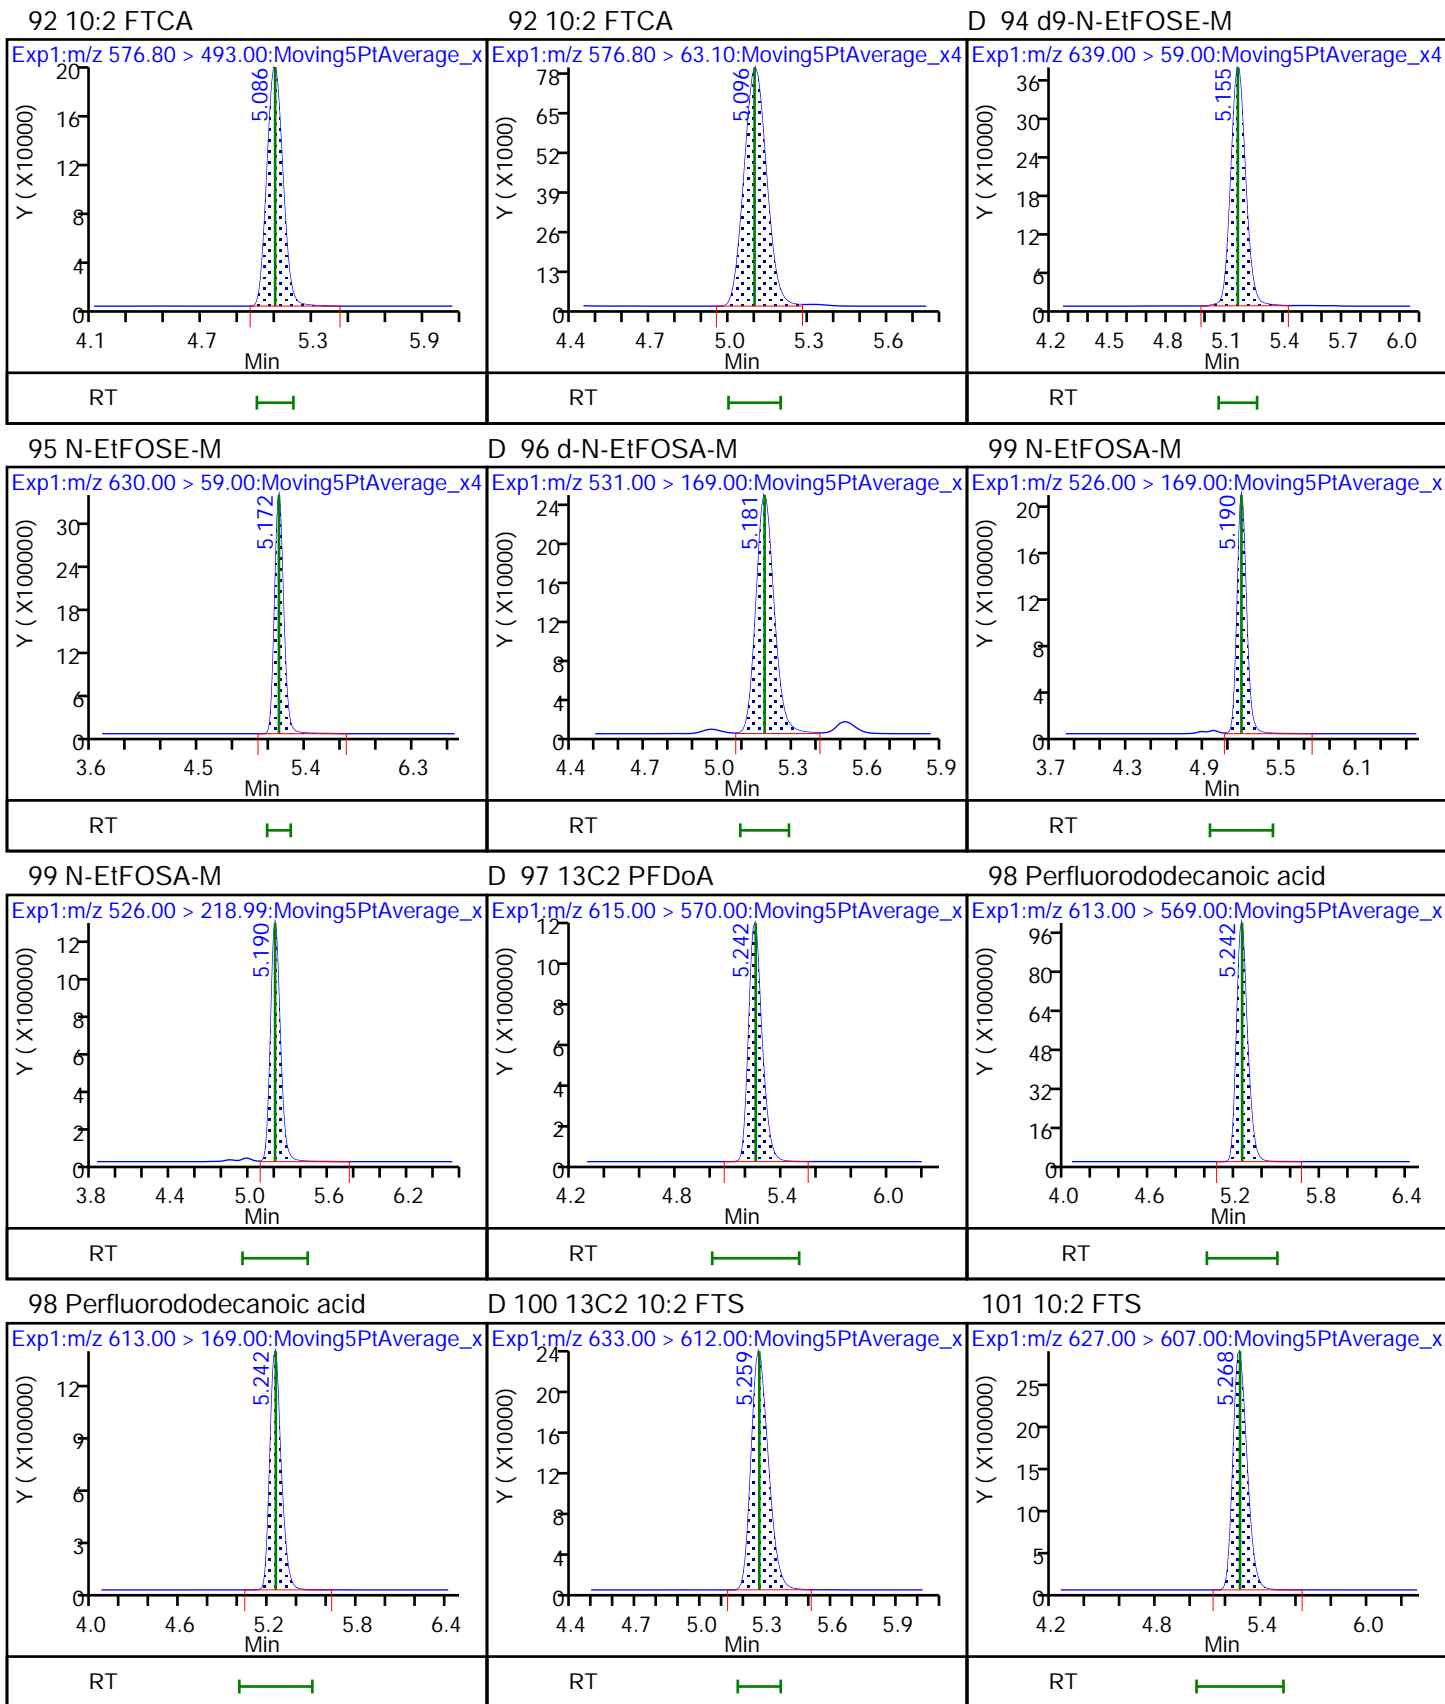 92 10:2 FTCA
Exp1:m/z 576.80 > 493.00:Moving5PtAverage_x
Y ( X10000)
20
16
12
8
4
0
5.086
4.1 4.7 5.3 5.9
Min
RT
92 10:2 FTCA
Exp1:m/z 576.80 > 63.10:Moving5PtAverage_x4
Y ( X1000)
78
65
52
39
26
13
0
5.096
4.4 4.7 5.0 5.3 5.6
Min
RT
D 94 d9-N-EtFOSE-M
Exp1:m/z 639.00 > 59.00:Moving5PtAverage_x4
Y ( X10000)
36
30
24
18
12
6
0
5.155
4.2 4.5 4.8 5.1 5.4 5.7 6.0
Min
RT
95 N-EtFOSE-M
Exp1:m/z 630.00 > 59.00:Moving5PtAverage_x4
Y ( X100000)
30
24
18
12
6
0
5.172
3.6 4.5 5.4 6.3
Min
RT
D 96 d-N-EtFOSA-M
Exp1:m/z 531.00 > 169.00:Moving5PtAverage_x
Y ( X10000)
24
20
16
12
8
4
0
5.181
4.4 4.7 5.0 5.3 5.6 5.9
Min
RT
99 N-EtFOSA-M
Exp1:m/z 526.00 > 169.00:Moving5PtAverage_x
Y ( X100000)
20
16
12
8
4
0
5.190
3.7 4.3 4.9 5.5 6.1
Min
RT
99 N-EtFOSA-M
Exp1:m/z 526.00 > 218.99:Moving5PtAverage_x
Y ( X100000)
12
10
8
6
4
2
0
5.190
3.8 4.4 5.0 5.6 6.2
Min
RT
D 97 13C2 PFDoA
Exp1:m/z 615.00 > 570.00:Moving5PtAverage_x
Y ( X100000)
12
10
8
6
4
2
0
5.242
4.2 4.8 5.4 6.0
Min
RT
98 Perfluorododecanoic acid
Exp1:m/z 613.00 > 569.00:Moving5PtAverage_x
Y ( X100000)
96
80
64
48
32
16
0
5.242
4.0 4.6 5.2 5.8 6.4
Min
RT
98 Perfluorododecanoic acid
Exp1:m/z 613.00 > 169.00:Moving5PtAverage_x
Y ( X100000)
12
9
6
3
0
5.242
4.0 4.6 5.2 5.8 6.4
Min
RT
D 100 13C2 10:2 FTS
Exp1:m/z 633.00 > 612.00:Moving5PtAverage_x
Y ( X10000)
24
20
16
12
8
4
0
5.259
4.4 4.7 5.0 5.3 5.6 5.9
Min
RT
101 10:2 FTS
Exp1:m/z 627.00 > 607.00:Moving5PtAverage_x
Y ( X100000)
25
20
15
10
5
0
5.268
4.2 4.8 5.4 6.0
Min
RT